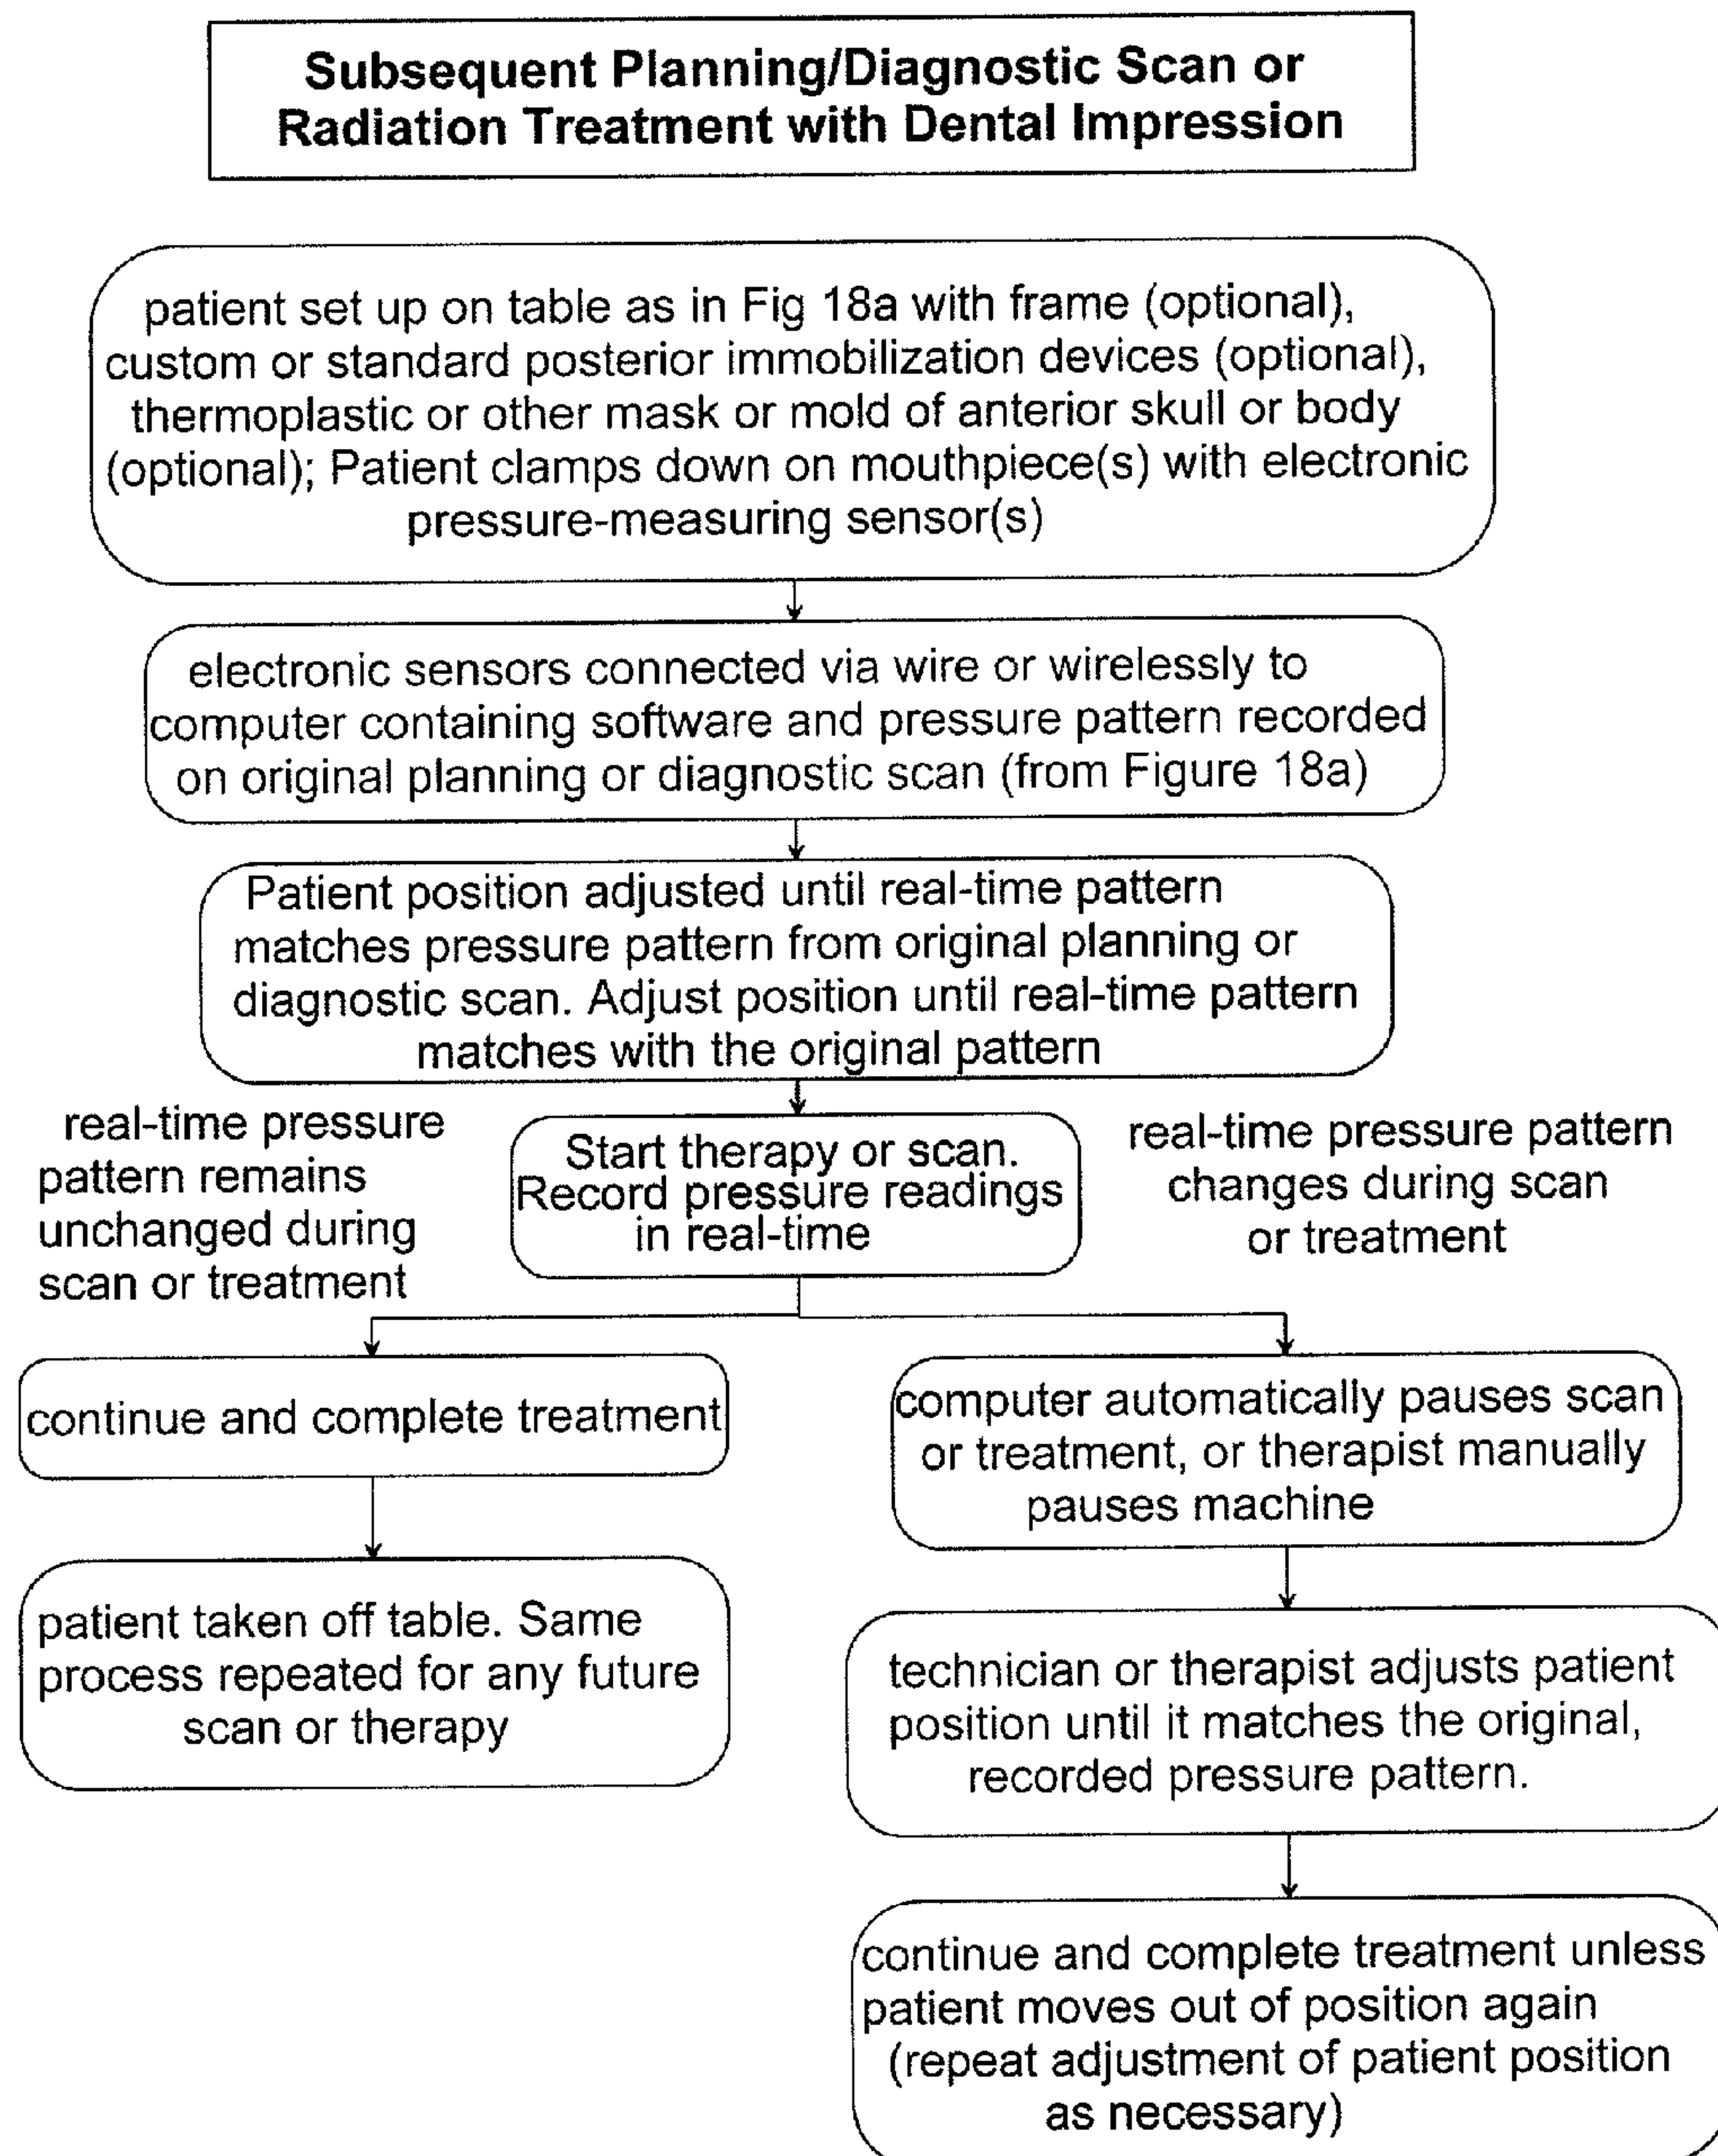 Subsequent Planning/Diagnostic Scan or
Radiation Treatment with Dental Impression
patient set up on table as in Fig 18a with frame (optional),
custom or standard posterior immobilization devices (optional),
thermoplastic or other mask or mold of anterior skull or body
(optional); Patient clamps down on mouthpiece(s) with electronic
pressure-measuring sensor(s)
electronic sensors connected via wire or wirelessly to
computer containing software and pressure pattern recorded
on original planning or diagnostic scan (from Figure 18a)
Patient position adjusted until real-time pattern
matches pressure pattern from original planning or
diagnostic scan. Adjust position until real-time pattern
matches with the original pattern
real-time pressure
pattern remains
unchanged during
scan or treatment
Start therapy or scan.
Record pressure readings
in real-time
real-time pressure pattern
changes during scan
or treatment
continue and complete treatment
patient taken off table. Same
process repeated for any future
scan or therapy
computer automatically pauses scan
or treatment, or therapist manually
pauses machine
technician or therapist adjusts patient
position until it matches the original,
recorded pressure pattern.
continue and complete treatment unless
patient moves out of position again
(repeat adjustment of patient position
as necessary)